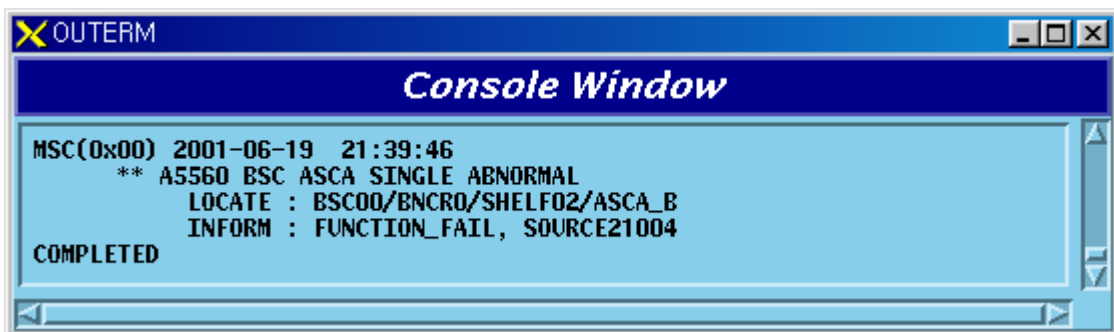 OUTERM
Console Window
MSC(0x00) 2001-06-19 21:39:46
** A5560 BSC ASCA SINGLE ABNORMAL
LOCATE : BSC00/BNCR0/SHELF02/ASCA_B
INFORM : FUNCTION_FAIL, SOURCE21004
COMPLETED